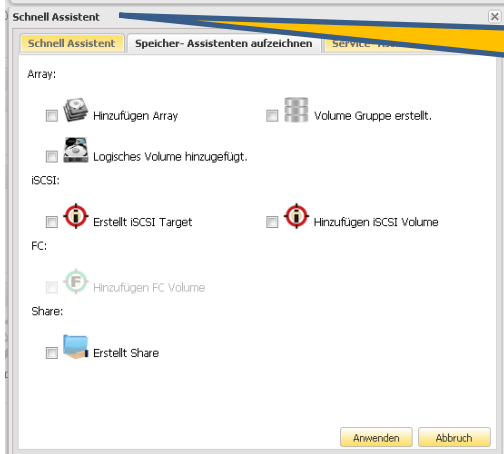 Schnell Assistent
Schnell Assistent Speicher- Assistenten aufzeichnen Service-
Array:
Hinzufügen Array Volume Gruppe erstellt.
Logisches Volume hinzugefügt.
iSCSI:
Erstellt iSCSI Target Hinzufügen iSCSI Volume
FC:
Hinzufügen FC Volume
Share:
Erstellt Share
Anwenden Abbruch